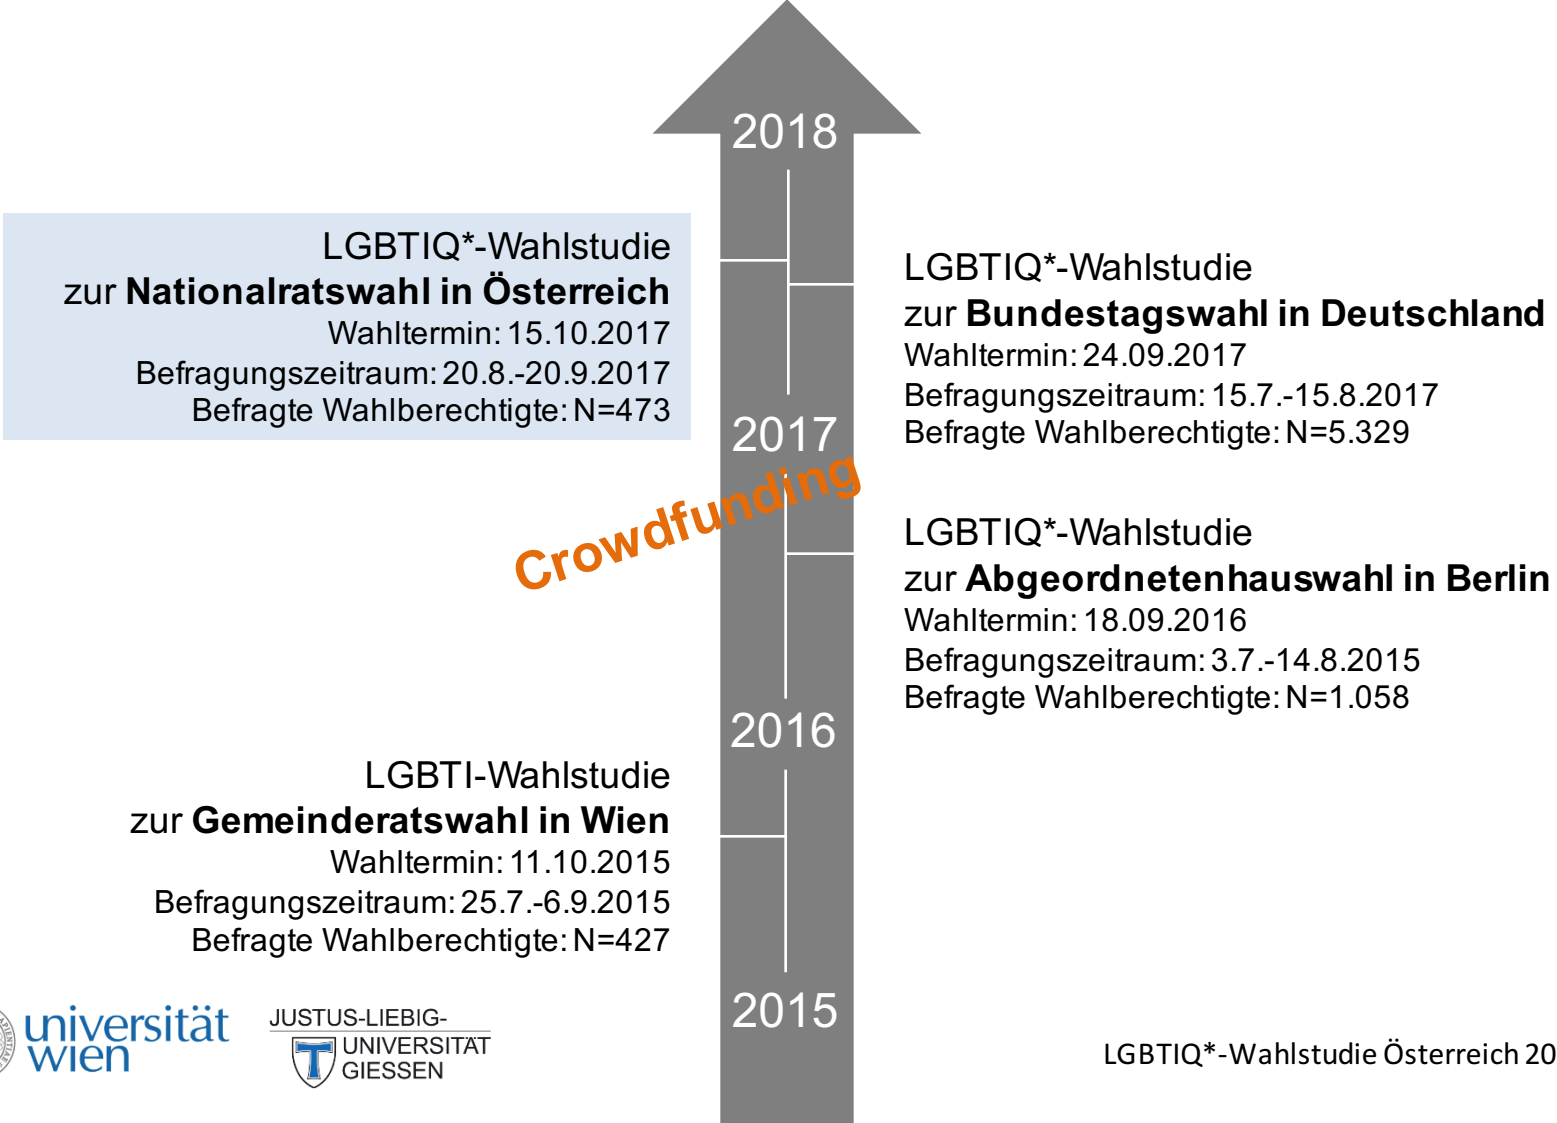 2018
LGBTIQ*-Wahlstudie
zur Nationalratswahl in Österreich
Wahltermin: 15.10.2017
Befragungszeitraum: 20.8.-20.9.2017
Befragte Wahlberechtigte: N=473
LGBTIQ*-Wahlstudie
zur Bundestagswahl in Deutschland
Wahltermin: 24.09.2017
Befragungszeitraum: 15.7.-15.8.2017
Befragte Wahlberechtigte: N=5.329
2017
Crowdfunding
LGBTIQ*-Wahlstudie
zur Abgeordnetenhauswahl in Berlin
Wahltermin: 18.09.2016
Befragungszeitraum: 3.7.-14.8.2015
Befragte Wahlberechtigte: N=1.058
2016
LGBTI-Wahlstudie
zur Gemeinderatswahl in Wien
Wahltermin: 11.10.2015
Befragungszeitraum: 25.7.-6.9.2015
Befragte Wahlberechtigte: N=427
2015
universität
wien
JUSTUS-LIEBIG-
UNIVERSITÄT
GIESSEN
LGBTIQ*-Wahlstudie Österreich 20